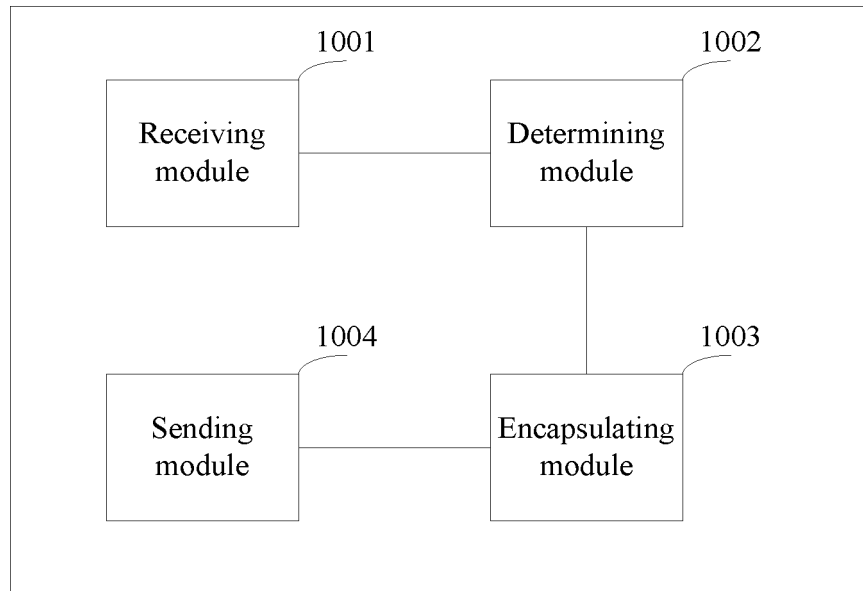 1001
Receiving
module
1002
Determining
module
1004
Sending
module
1003
Encapsulating
module